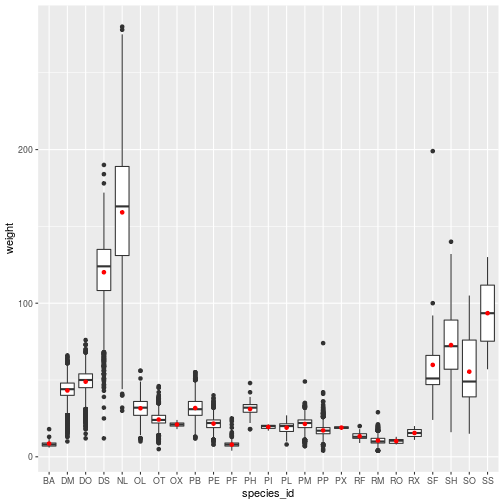 weight
200
100
0
BA DM DO DS NL OL OT OX PB PE PF PH PI PL PM PP PX RF RM RO RX SF SH SO SS
species_id